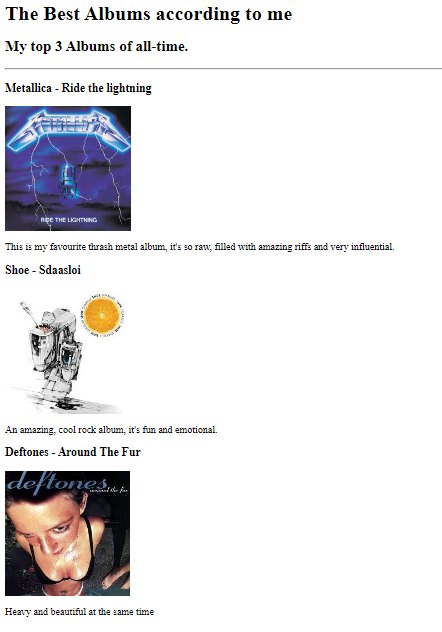 The Best Albums according to me
My top 3 Albums of all-time.
Metallica - Ride the lightning
METALLICA
RIDE THE LIGHTNING
This is my favourite thrash metal album, it's so raw, filled with amazing riffs and very influential.
Shoe - Sdaasloi
An amazing, cool rock album, it's fun and emotional.
Deftones - Around The Fur
deftones
around the fur
Heavy and beautiful at the same time